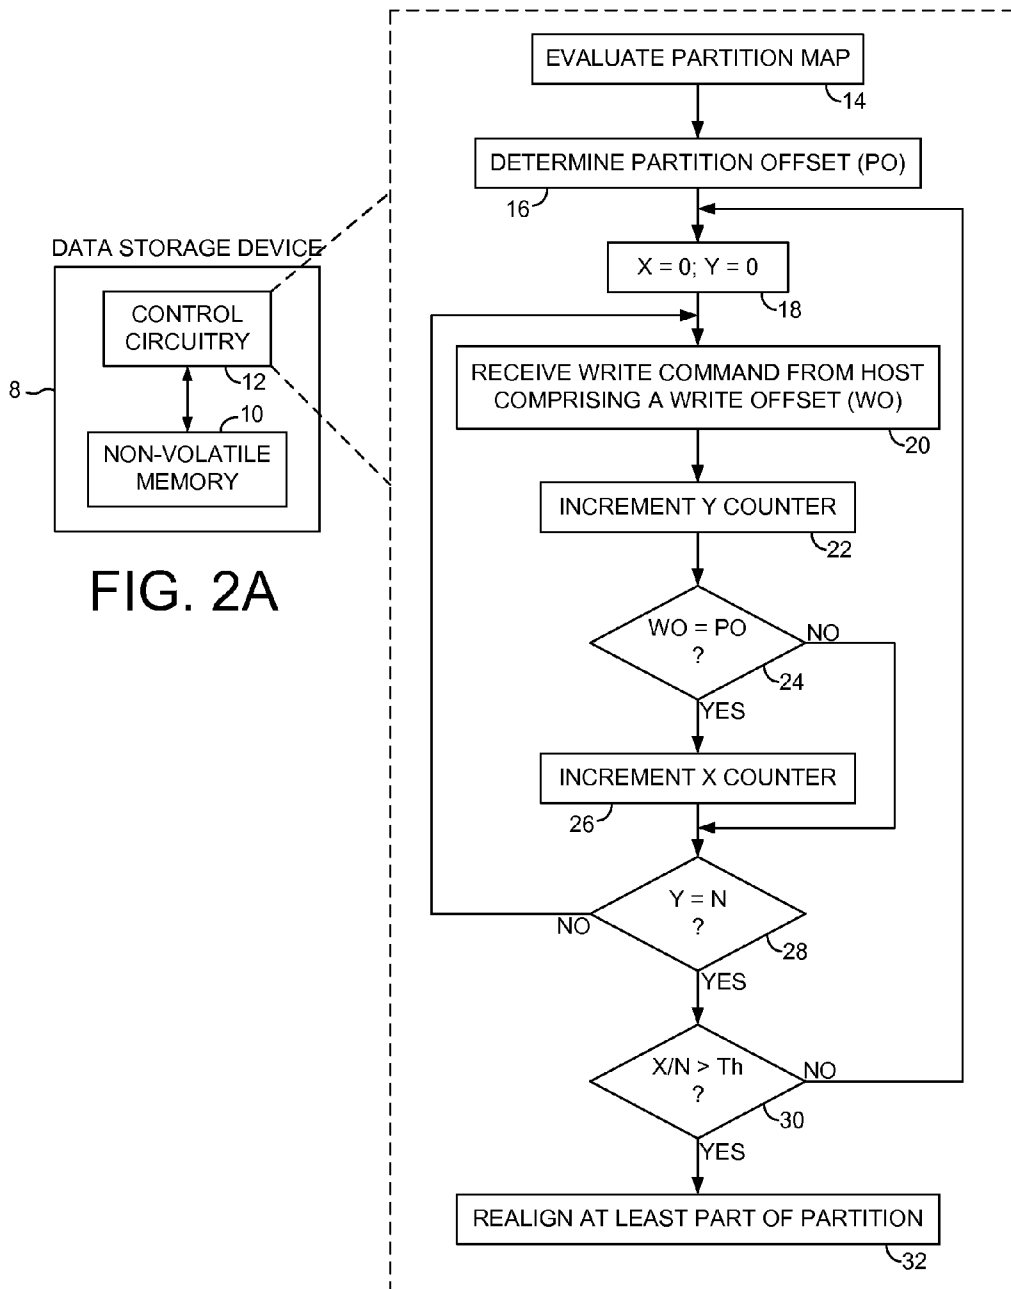 DATA STORAGE DEVICE
CONTROL
CIRCUITRY
12
8
10
NON-VOLATILE
MEMORY
FIG. 2A
EVALUATE PARTITION MAP
14
DETERMINE PARTITION OFFSET (PO)
16
X = 0; Y = 0
18
RECEIVE WRITE COMMAND FROM HOST
COMPRISING A WRITE OFFSET (WO)
20
INCREMENT Y COUNTER
22
WO = PO
?
NO
24
YES
INCREMENT X COUNTER
26
Y = N
?
NO
28
YES
X/N > Th
?
NO
30
YES
REALIGN AT LEAST PART OF PARTITION
32